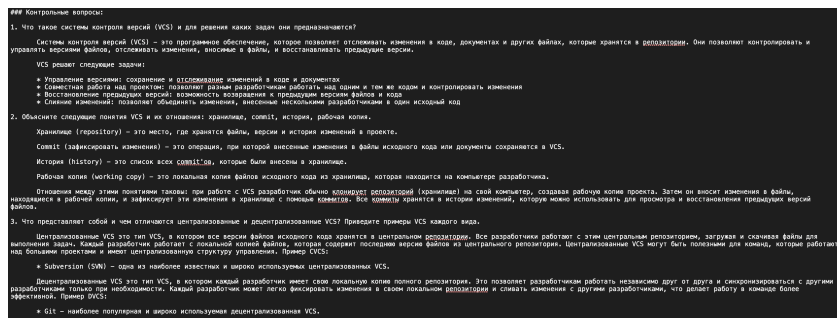 ### Контрольные вопросы:
1. Что такое системы контроля версий (VCS) и для решения каких задач они предназначаются?
Системы контроля версий (VCS) – это программное обеспечение, которое позволяет отслеживать изменения в коде, документах и других файлах, которые хранятся в репозитории. Они позволяют контролировать и
управлять версиями файлов, отслеживать изменения, вносимые в файлы, и восстанавливать предыдущие версии.
VCS решают следующие задачи:
* Управление версиями: сохранение и отслеживание изменений в коде и документах
* Совместная работа над проектом: позволяют разным разработчикам работать над одним и тем же кодом и контролировать изменения
* Восстановление предыдущих версий: возможность возвращения к предыдущим версиям файлов и кода
* Слияние изменений: позволяют объединять изменения, внесенные несколькими разработчиками в один исходный код
2. Объясните следующие понятия VCS и их отношения: хранилище, commit, история, рабочая копия.
Хранилище (repository) – это место, где хранятся файлы, версии и история изменений в проекте.
Commit (зафиксировать изменения) – это операция, при которой внесенные изменения в файлы исходного кода или документы сохраняются в VCS.
История (history) – это список всех commit'ов, которые были внесены в хранилище.
Рабочая копия (working copy) – это локальная копия файлов исходного кода из хранилища, которая находится на компьютере разработчика.
Отношения между этими понятиями таковы: при работе с VCS разработчик обычно клонирует репозиторий (хранилище) на свой компьютер, создавая рабочую копию проекта. Затем он вносит изменения в файлы,
находящиеся в рабочей копии, и зафиксирует эти изменения в хранилище с помощью коммитов. Все коммиты хранятся в истории изменений, которую можно использовать для просмотра и восстановления предыдущих версий
файлов.
3. Что представляют собой и чем отличаются централизованные и децентрализованные VCS? Приведите примеры VCS каждого вида.
Централизованные VCS это тип VCS, в котором все версии файлов исходного кода хранятся в центральном репозитории. Все разработчики работают с этим центральным репозиторием, загружая и скачивая файлы для
выполнения задач. Каждый разработчик работает с локальной копией файлов, которая содержит последнюю версию файлов из центрального репозитория. Централизованные VCS могут быть полезными для команд, которые работают
над большими проектами и имеют централизованную структуру управления. Пример CVCS:
* Subversion (SVN) – одна из наиболее известных и широко используемых централизованных VCS.
Децентрализованные VCS это тип VCS, в котором каждый разработчик имеет свою локальную копию полного репозитория. Это позволяет разработчикам работать независимо друг от друга и синхронизироваться с другими
разработчиками только при необходимости. Каждый разработчик может легко фиксировать изменения в своем локальном репозитории и сливать изменения с другими разработчиками, что делает работу в команде более
эффективной. Пример DVCS:
* Git – наиболее популярная и широко используемая децентрализованная VCS.